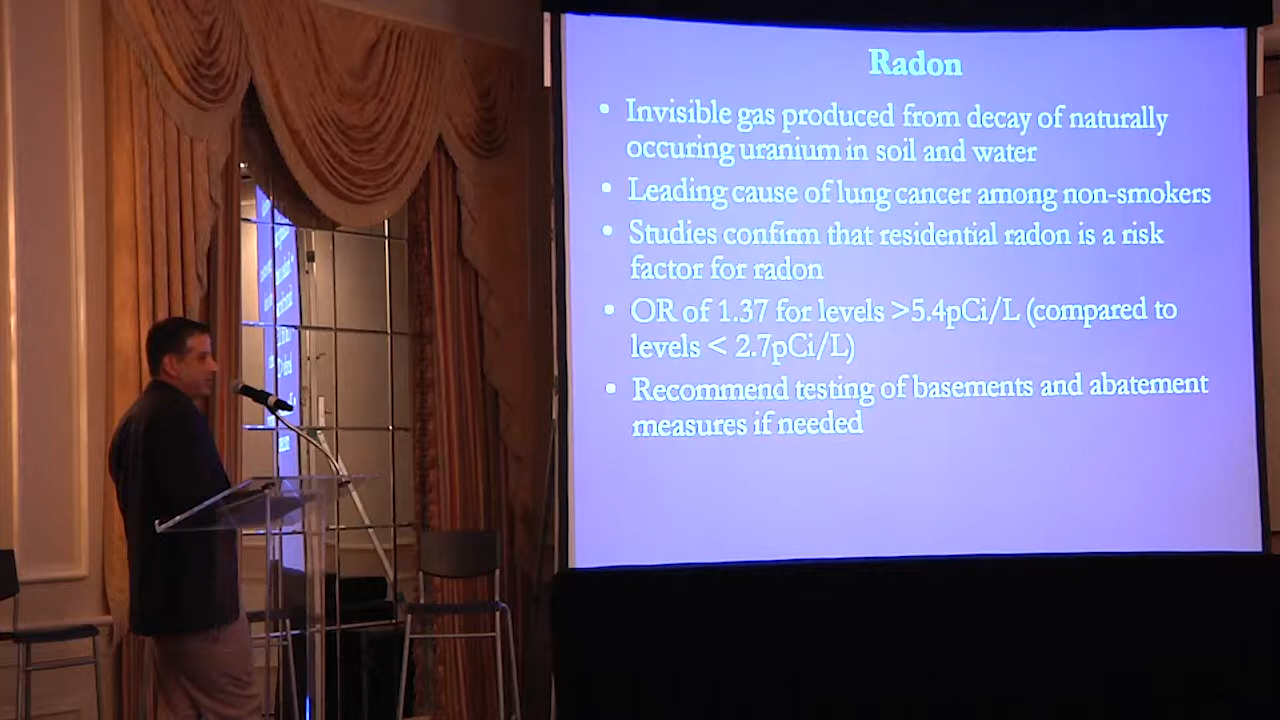 Radon
• Invisible gas produced from decay of naturally
occuring uranium in soil and water
• Leading cause of lung cancer among non-smokers
• Studies confirm that residential radon is a risk
factor for radon
• OR of 1.37 for levels >5.4pCi/L (compared to
levels < 2.7pCi/L)
• Recommend testing of basements and abatement
measures if needed